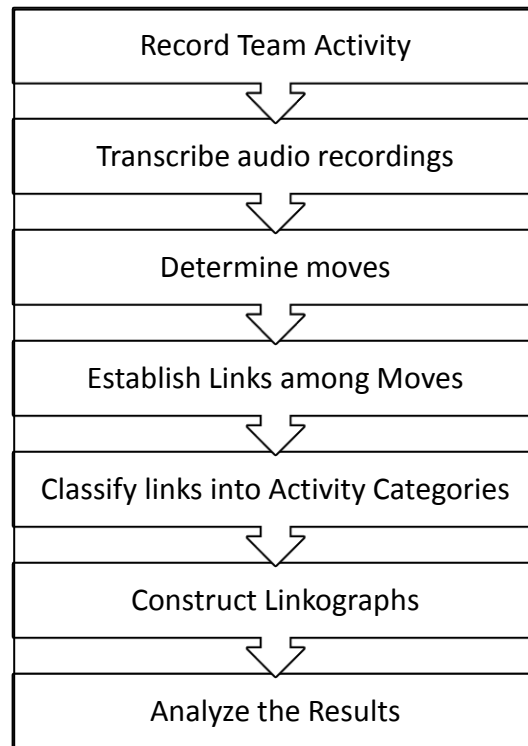 Record Team Activity
Transcribe audio recordings
Determine moves
Establish Links among Moves
Classify links into Activity Categories
Construct Linkographs
Analyze the Results